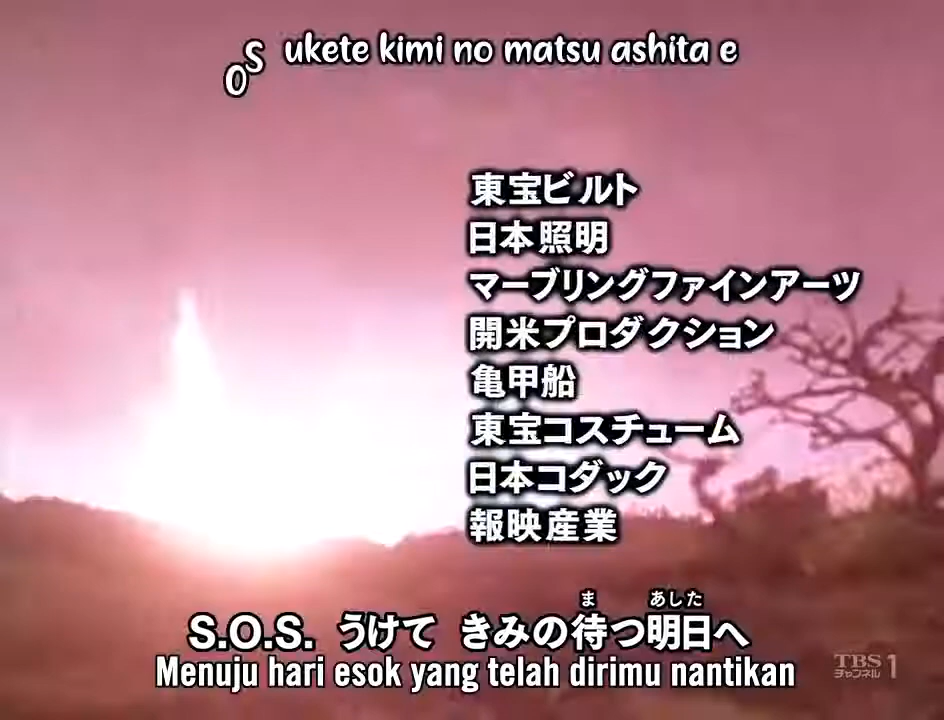 S
O
ukete kimi no matsu ashita e
東宝ビルト
日本照明
マーブリングファインアーツ
開米プロダクション
亀甲船
東宝コスチューム
日本コダック
報映産業
ま あした
S.O.S. うけて きみの待つ明日へ
Menuju hari esok yang telah dirimu nantikan
TBS
チャンネル1